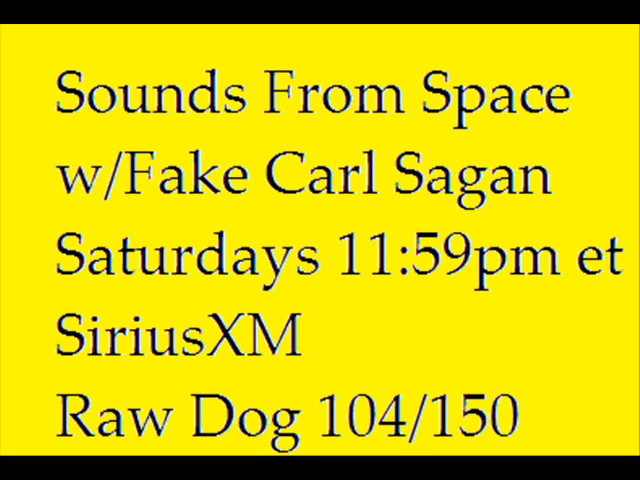 Sounds From Space
w/Fake Carl Sagan
Saturdays 11:59pm et
SiriusXM
Raw Dog 104/150